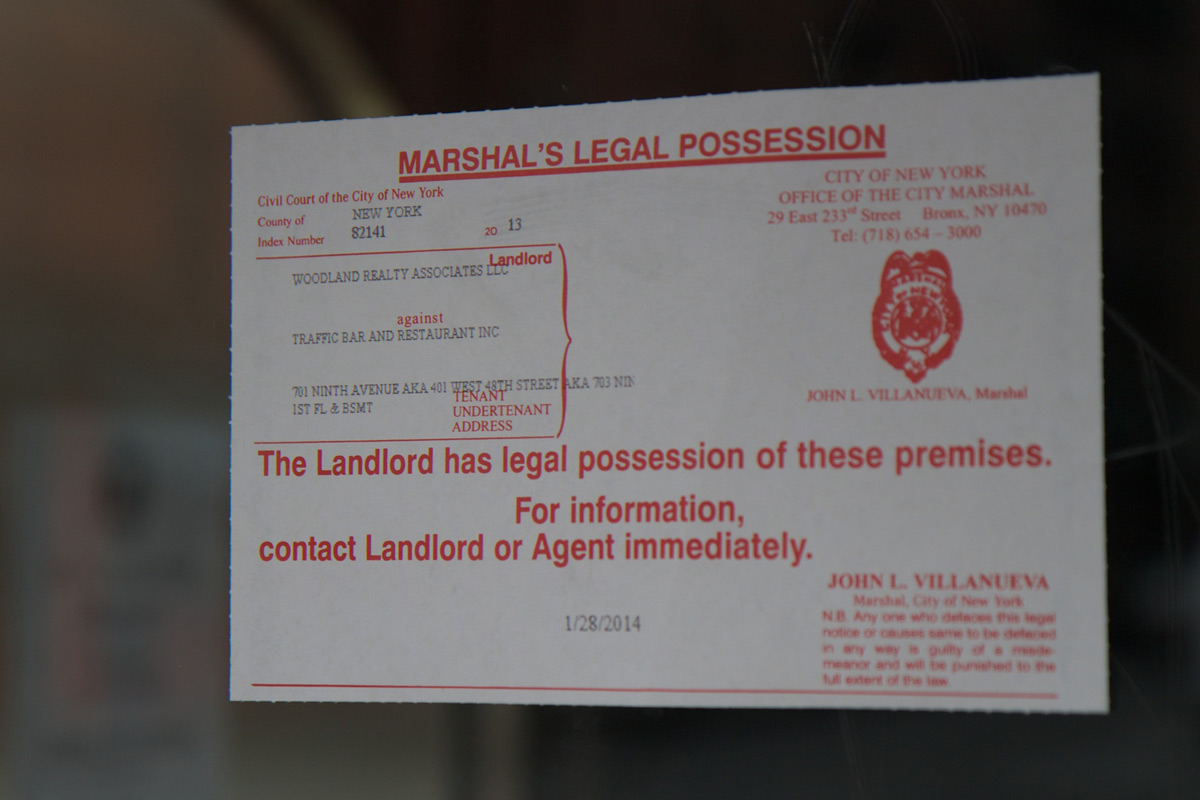 MARSHAL'S LEGAL POSSESSION
Civil Court of the City of New York
County of NEW YORK
Index Number 82141 20 13
Landlord
WOODLAND REALTY ASSOCIATES LLC
against
TRAFFIC BAR AND RESTAURANT INC
701 NINTH AVENUE AKA 401 WEST 48TH STREET AKA 703 NIN
1ST FL & BSMT
TENANT
UNDERTENANT
ADDRESS
CITY OF NEW YORK
OFFICE OF THE CITY MARSHAL
29 East 233rd Street Bronx, NY 10470
Tel: (718) 654 – 3000
JOHN L. VILLANUEVA, Marshal
The Landlord has legal possession of these premises.
For information,
contact Landlord or Agent immediately.
1/28/2014
JOHN L. VILLANUEVA
Marshal, City of New York
N.B. Any one who defaces this legal
notice or causes same to be defaced
in any way is guilty of a misde-
meanor and will be punished to the
full extent of the law.